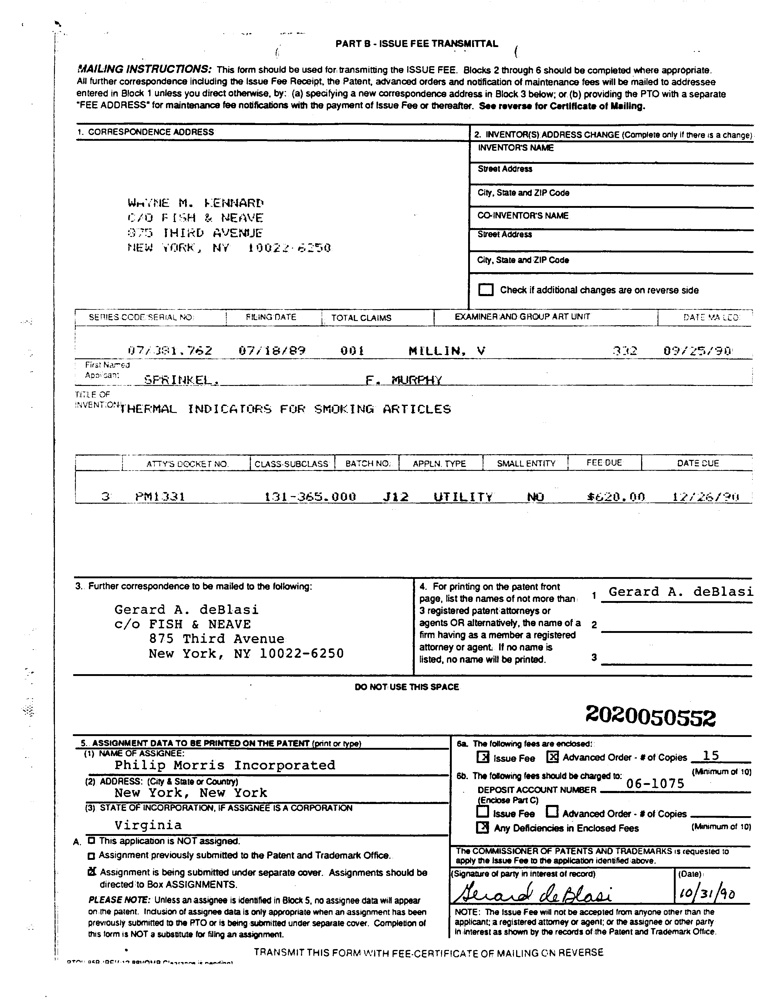 PART B - ISSUE FEE TRANSMITTAL
MAILING INSTRUCTIONS: This form should be used for transmitting the ISSUE FEE. Blocks 2 through 6 should be completed where appropriate.
All further correspondence including the Issue Fee Receipt, the Patent, advanced orders and notification of maintenance fees will be mailed to addressee
entered in Block 1 unless you direct otherwise, by: (a) specifying a new correspondence address in Block 3 below; or (b) providing the PTO with a separate
"FEE ADDRESS" for maintenance fee notifications with the payment of Issue Fee or thereafter. See reverse for Certificate of Mailing.
1. CORRESPONDENCE ADDRESS
WAYNE M. KENNARD
C/O FISH & NEAVE
875 THIRD AVENUE
NEW YORK, NY 10022-6250
2. INVENTOR(S) ADDRESS CHANGE (Complete only if there is a change)
INVENTOR'S NAME
Street Address
City, State and ZIP Code
CO-INVENTOR'S NAME
Street Address
City, State and ZIP Code
Check if additional changes are on reverse side
SERIES CODE/SERIAL NO. FILING DATE TOTAL CLAIMS EXAMINER AND GROUP ART UNIT DATE MAILED
07/381,762 07/18/89 001 MILLIN, V 332 09/25/90
First Named
Applicant SPRINKEL, F. MURPHY
TITLE OF
INVENTION THERMAL INDICATORS FOR SMOKING ARTICLES
ATTY'S DOCKET NO. CLASS-SUBCLASS BATCH NO. APPLN. TYPE SMALL ENTITY FEE DUE DATE DUE
3 PM1331 131-365.000 J12 UTILITY NO $620.00 12/26/90
3. Further correspondence to be mailed to the following:
Gerard A. deBlasi
c/o FISH & NEAVE
875 Third Avenue
New York, NY 10022-6250
4. For printing on the patent front
page, list the names of not more than
3 registered patent attorneys or
agents OR alternatively, the name of a
firm having as a member a registered
attorney or agent. If no name is
listed, no name will be printed.
1 Gerard A. deBlasi
2
3
DO NOT USE THIS SPACE
2020050552
5. ASSIGNMENT DATA TO BE PRINTED ON THE PATENT (print or type)
(1) NAME OF ASSIGNEE:
Philip Morris Incorporated
(2) ADDRESS: (City & State or Country)
New York, New York
(3) STATE OF INCORPORATION, IF ASSIGNEE IS A CORPORATION
Virginia
A. This application is NOT assigned.
Assignment previously submitted to the Patent and Trademark Office.
Assignment is being submitted under separate cover. Assignments should be
directed to Box ASSIGNMENTS.
PLEASE NOTE: Unless an assignee is identified in Block 5, no assignee data will appear
on the patent. Inclusion of assignee data is only appropriate when an assignment has been
previously submitted to the PTO or is being submitted under separate cover. Completion of
this form is NOT a substitute for filing an assignment.
6a. The following fees are enclosed:
Issue Fee Advanced Order - # of Copies 15
(Minimum of 10)
6b. The following fees should be charged to:
DEPOSIT ACCOUNT NUMBER 06-1075
(Enclose Part C)
Issue Fee Advanced Order - # of Copies
Any Deficiencies in Enclosed Fees (Minimum of 10)
The COMMISSIONER OF PATENTS AND TRADEMARKS is requested to
apply the Issue Fee to the application identified above.
(Signature of party in interest of record) (Date)
Gerard deBlasi 10/31/90
NOTE: The Issue Fee will not be accepted from anyone other than the
applicant; a registered attorney or agent; or the assignee or other party
in interest as shown by the records of the Patent and Trademark Office.
TRANSMIT THIS FORM WITH FEE-CERTIFICATE OF MAILING ON REVERSE